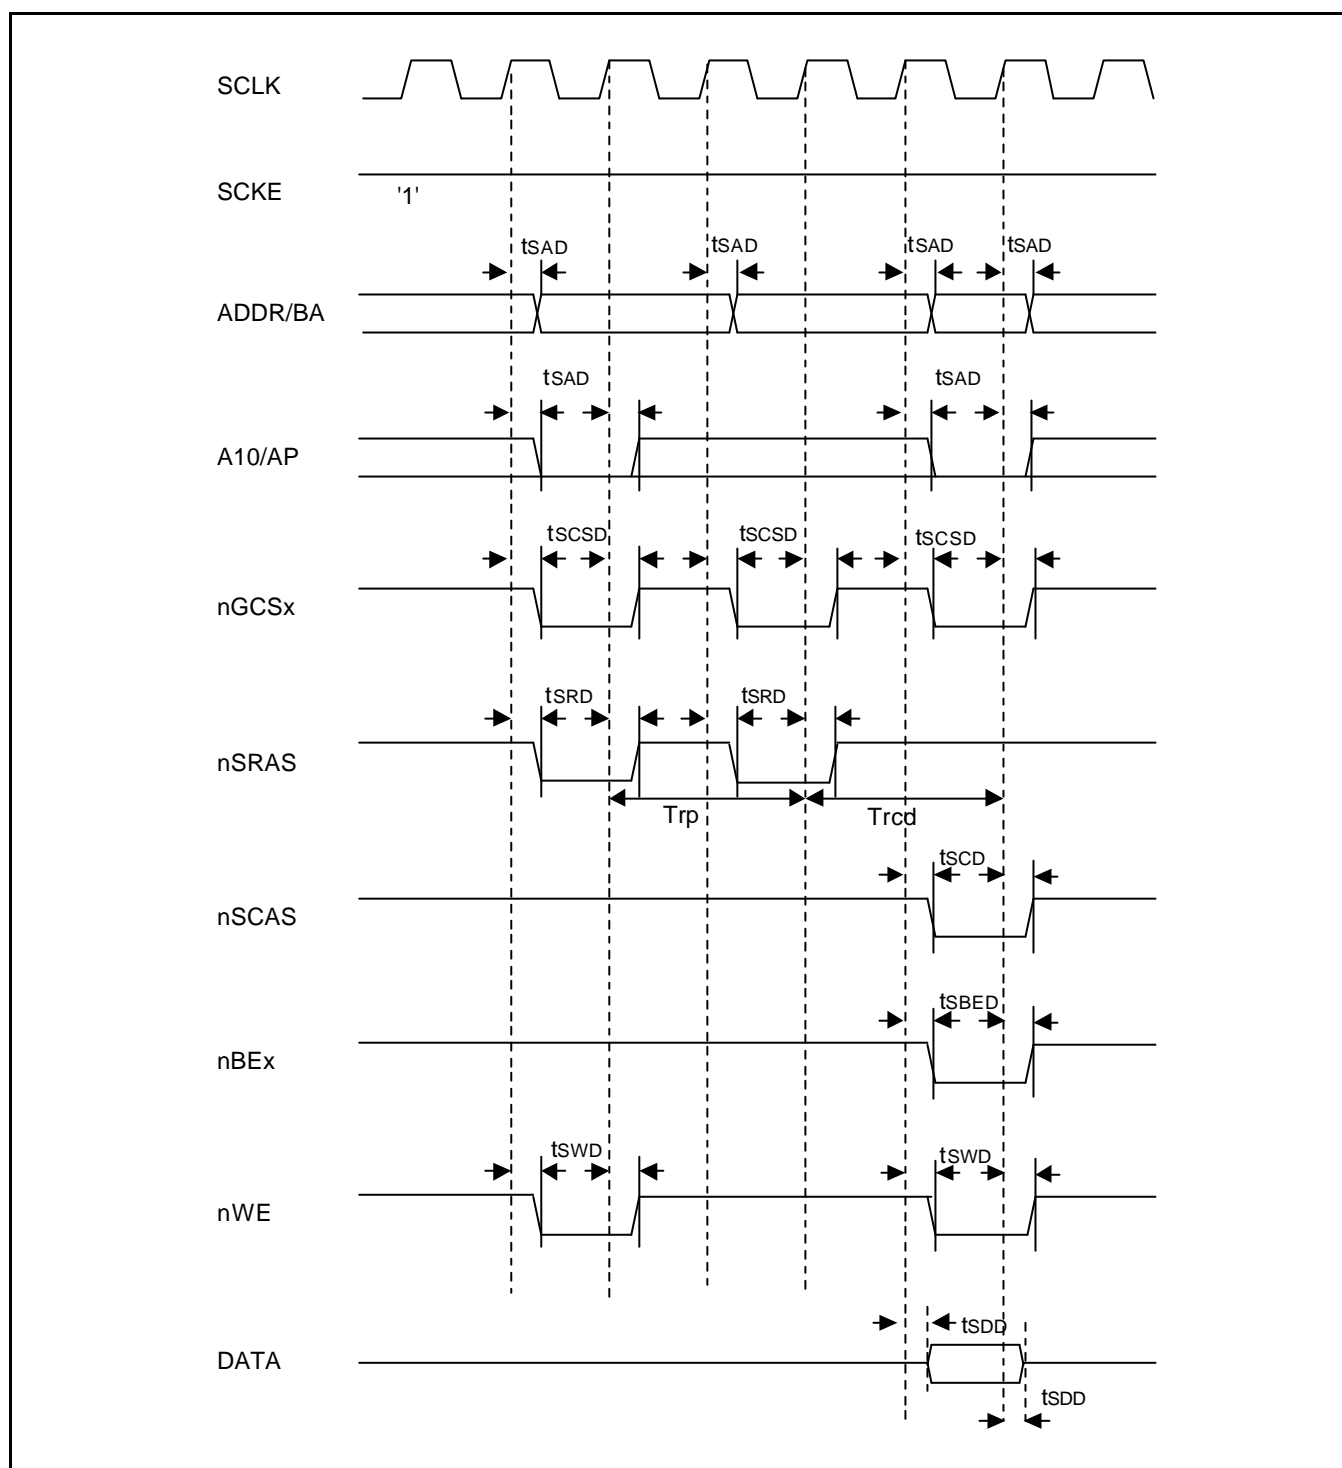 SCLK
SCKE
'1'
tSAD tSAD tSAD tSAD
ADDR/BA
tSAD tSAD
A10/AP
tSCSD tSCSD tSCSD
nGCSx
tSRD tSRD
nSRAS
Trp Trcd
tSCD
nSCAS
tSBED
nBEx
tSWD tSWD
nWE
tSDD
DATA
tSDD